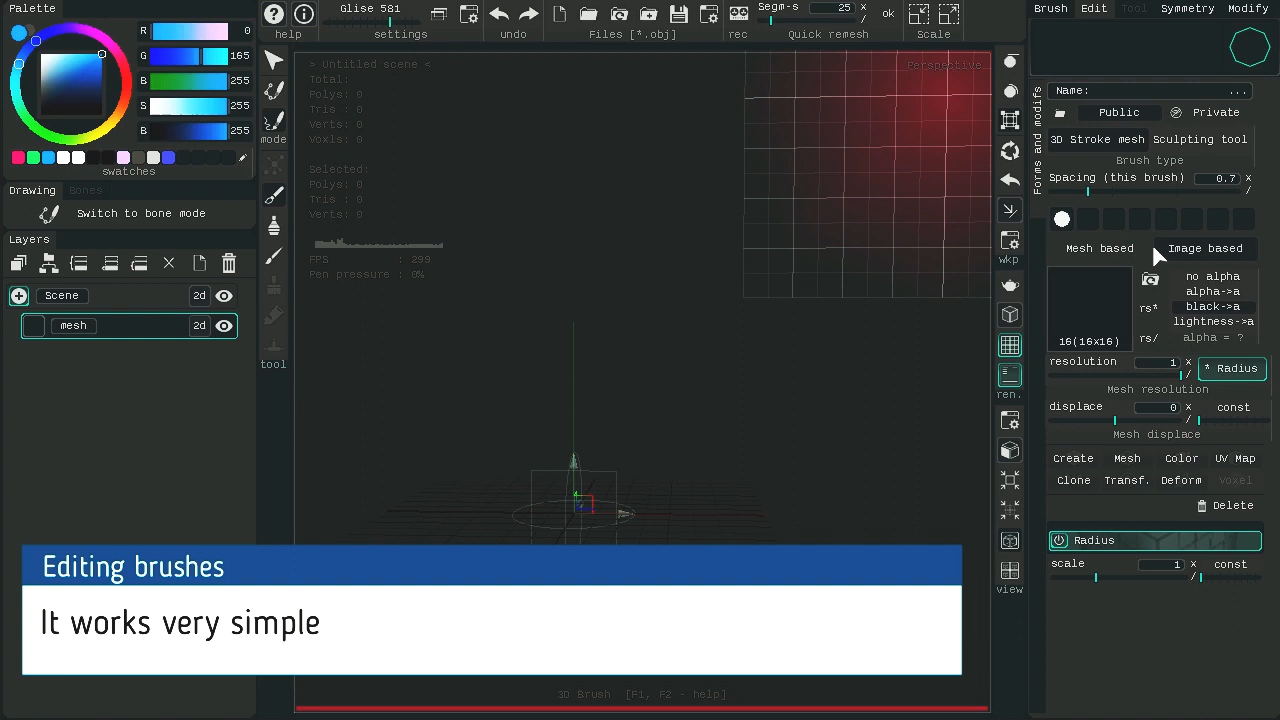 Palette
R 0
G 165
B 255
S 255
B 255
swatches
Drawing Bones
Switch to bone mode
Layers
Scene 2d
mesh 2d
help
Glise 581
settings
undo
Files [*.obj]
rec
Segm-s 25 x / ok
Quick remesh
Scale
mode
tool
> Untitled scene <
Total:
Polys: 0
Tris : 0
Verts: 0
Voxls: 0
Selected:
Polys: 0
Tris : 0
Verts: 0
FPS : 299
Pen pressure : 0%
Perspective
3D Brush [F1, F2 - help]
wkp
ren.
view
Brush Edit Tool Symmetry Modify
Forms and modifs
Name: ...
Public Private
3D Stroke mesh Sculpting tool
Brush type
Spacing (this brush) 0.7 x /
Mesh based Image based
no alpha
alpha->a
rs* black->a
lightness->a
16(16x16) rs/ alpha = ?
resolution 1 x / * Radius
Mesh resolution
displace 0 x / const
Mesh displace
Create Mesh Color UV Map
Clone Transf. Deform Voxel
Delete
Radius
scale 1 x / const
Editing brushes
It works very simple